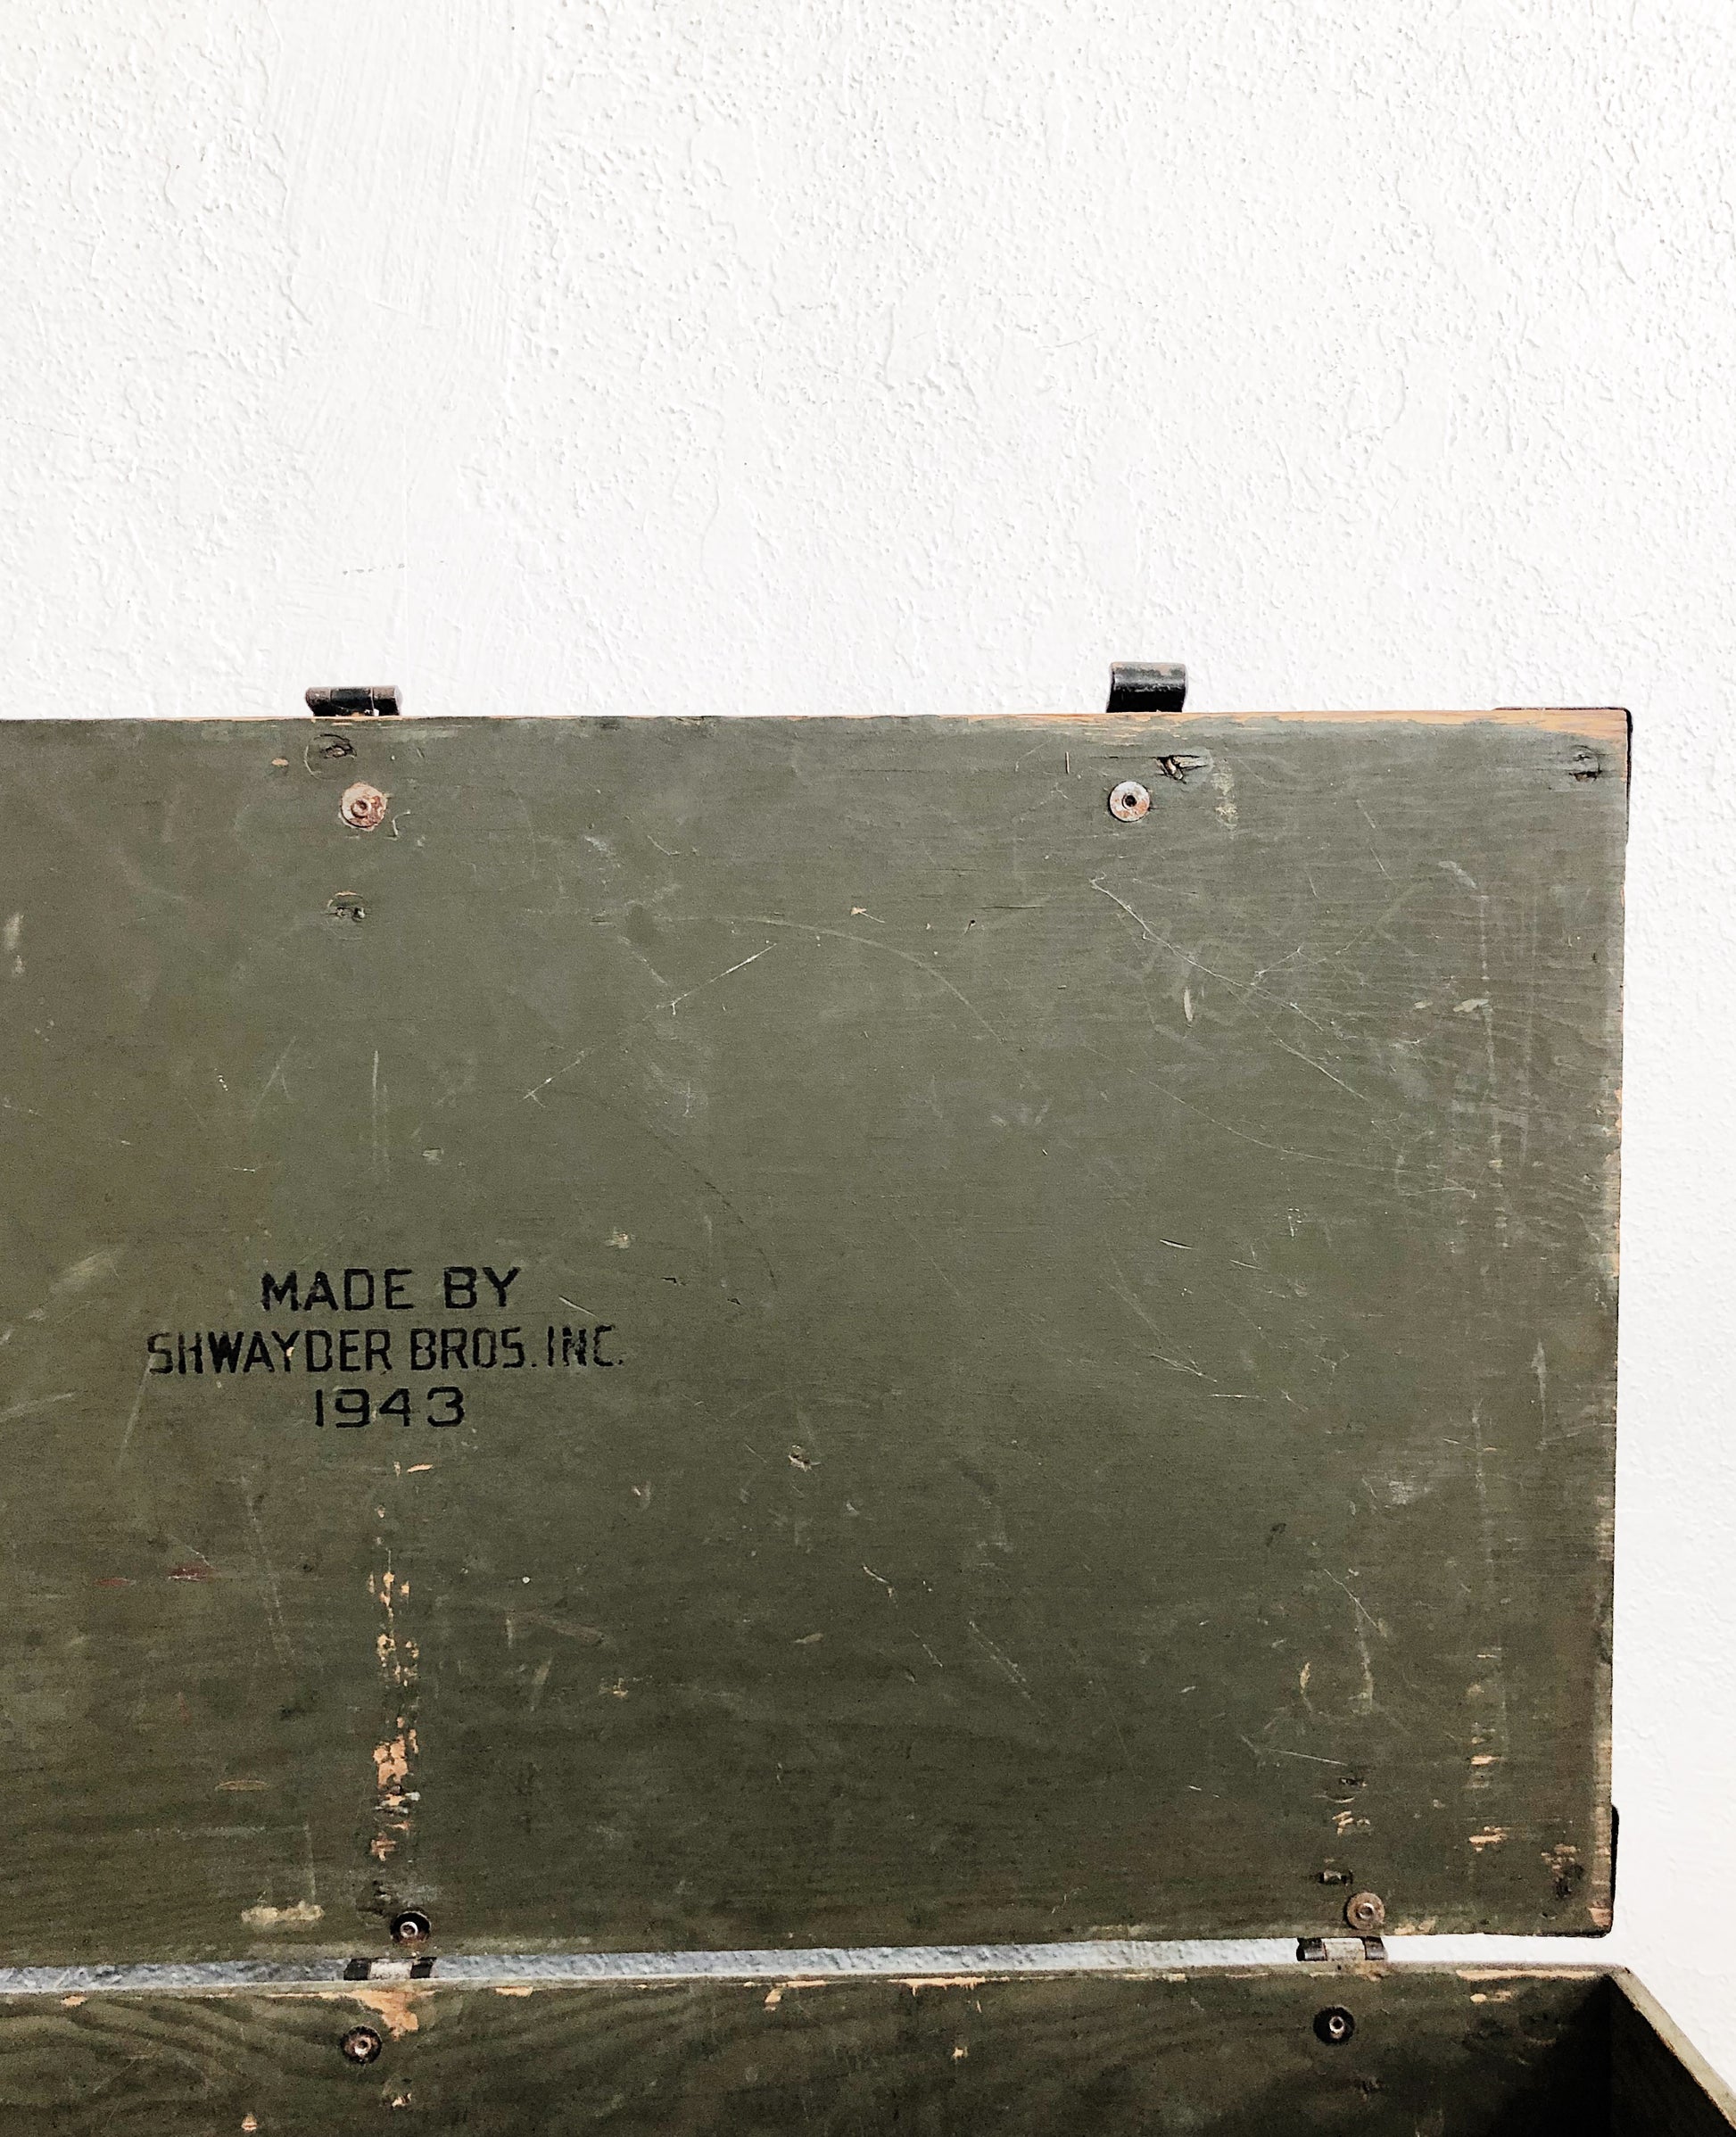 MADE BY
SHWAYDER BROS. INC.
1943